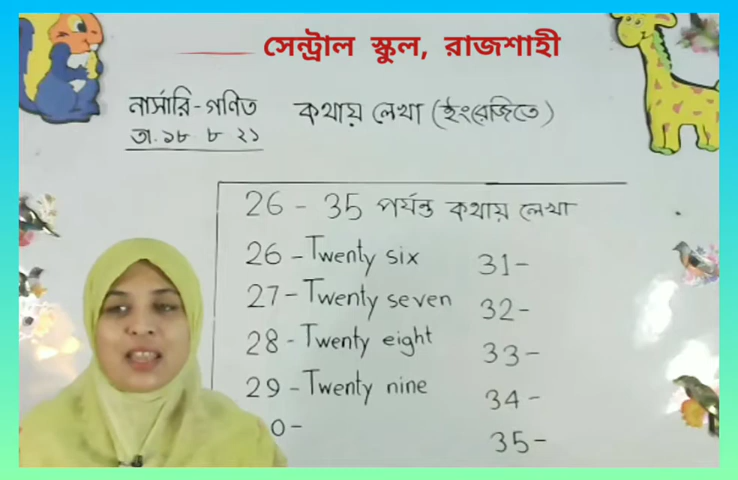 সেন্ট্রাল স্কুল, রাজশাহী
নার্সারি - গণিত
তা. ১৮ ৮ ২১
কথায় লেখা (ইংরেজিতে)
26 - 35 পর্যন্ত কথায় লেখা
26 - Twenty six
27 - Twenty seven
28 - Twenty eight
29 - Twenty nine
0 -
31 -
32 -
33 -
34 -
35 -